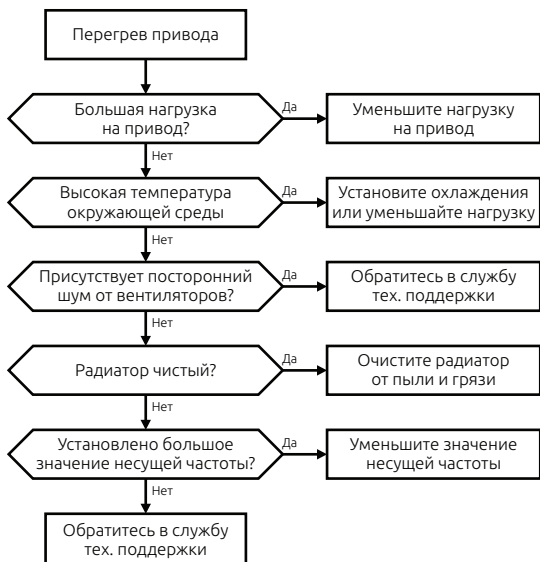 Перегрев привода
Большая нагрузка
на привод?
Да
Уменьшите нагрузку
на привод
Нет
Высокая температура
окружающей среды
Да
Установите охлаждения
или уменьшайте нагрузку
Нет
Присутствует посторонний
шум от вентиляторов?
Да
Обратитесь в службу
тех. поддержки
Нет
Радиатор чистый?
Да
Очистите радиатор
от пыли и грязи
Нет
Установлено большое
значение несущей частоты?
Да
Уменьшите значение
несущей частоты
Нет
Обратитесь в службу
тех. поддержки